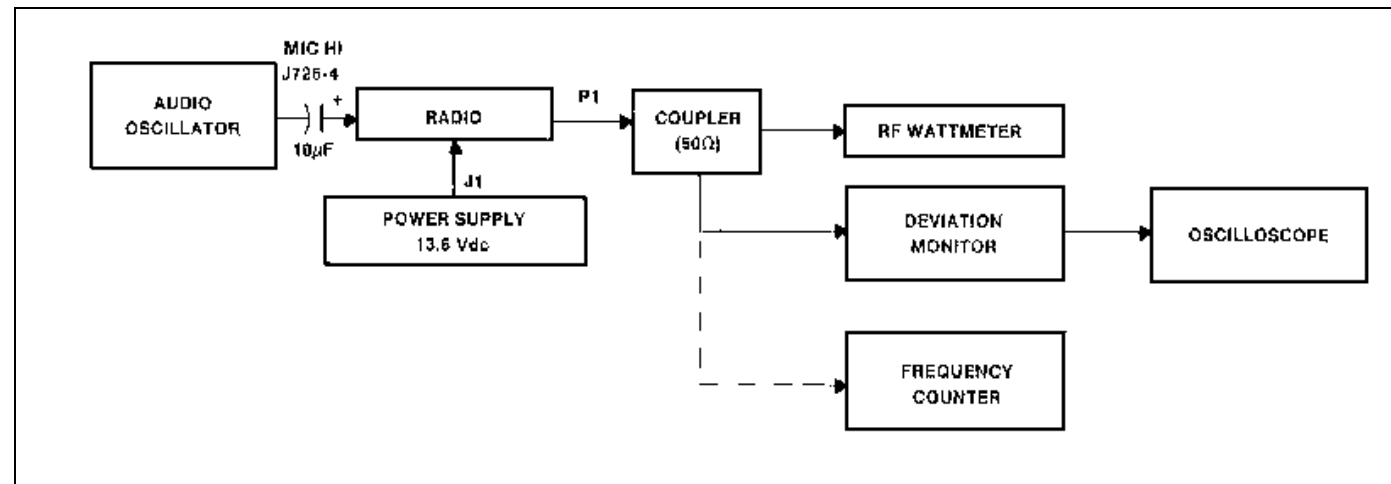 MIC HI
J726-4
AUDIO
OSCILLATOR
+
10µF
RADIO
J1
POWER SUPPLY
13.6 Vdc
P1
COUPLER
(50Ω)
RF WATTMETER
DEVIATION
MONITOR
OSCILLOSCOPE
FREQUENCY
COUNTER